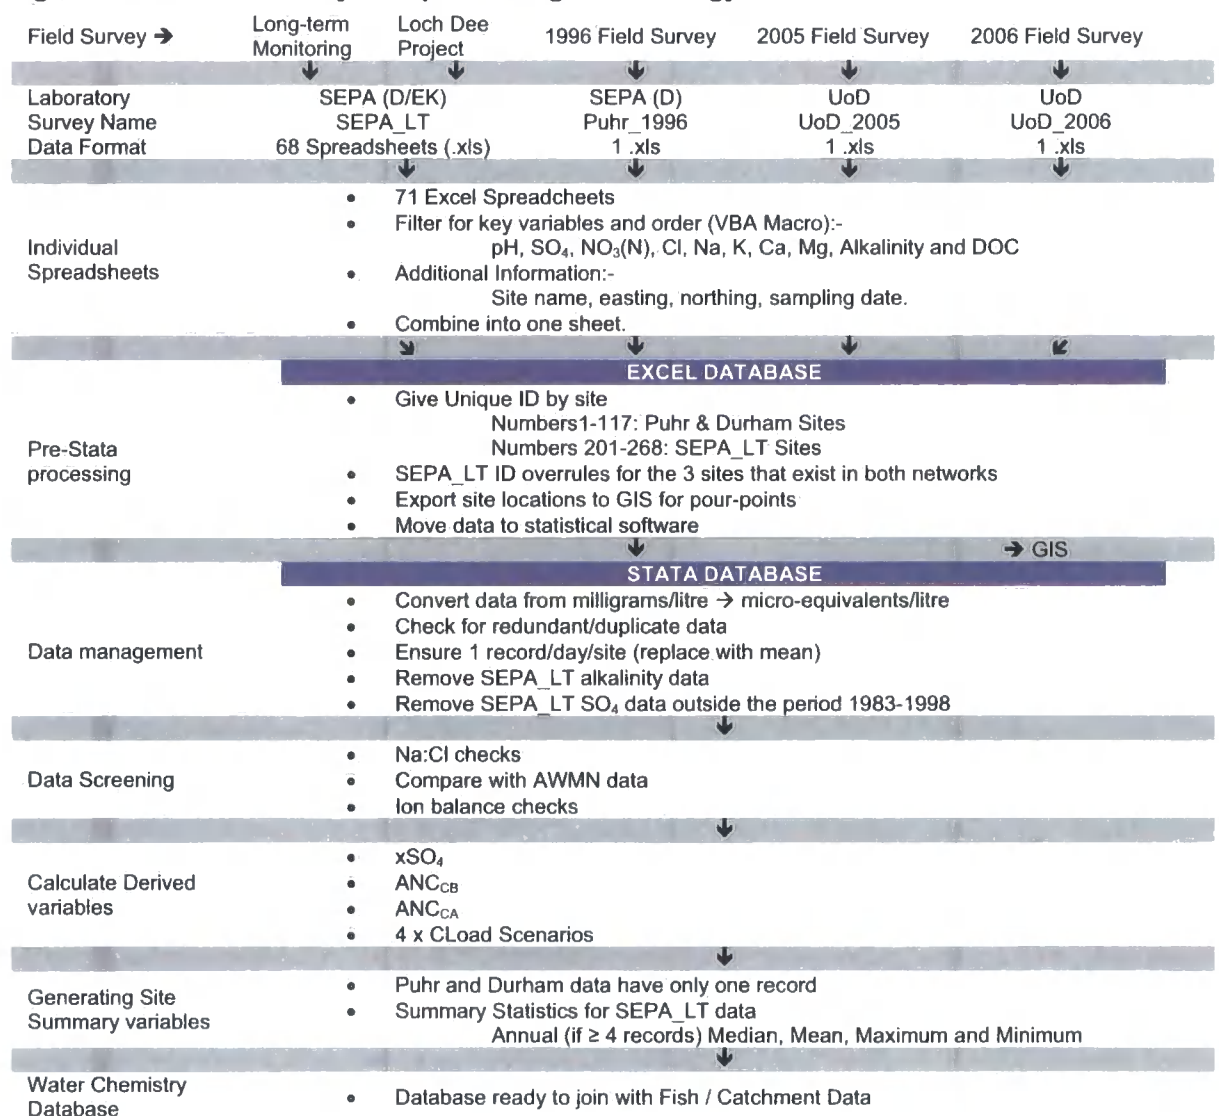 Field Survey → Long-term Monitoring Loch Dee Project 1996 Field Survey 2005 Field Survey 2006 Field Survey
Laboratory SEPA (D/EK) SEPA (D) UoD UoD
Survey Name SEPA_LT Puhr_1996 UoD_2005 UoD_2006
Data Format 68 Spreadsheets (.xls) 1 .xls 1 .xls 1 .xls
Individual Spreadsheets
• 71 Excel Spreadcheets
• Filter for key variables and order (VBA Macro):-
pH, SO₄, NO₃(N), Cl, Na, K, Ca, Mg, Alkalinity and DOC
• Additional Information:-
Site name, easting, northing, sampling date.
• Combine into one sheet.
EXCEL DATABASE
Pre-Stata processing
• Give Unique ID by site
Numbers1-117: Puhr & Durham Sites
Numbers 201-268: SEPA_LT Sites
• SEPA_LT ID overrules for the 3 sites that exist in both networks
• Export site locations to GIS for pour-points
• Move data to statistical software
→ GIS
STATA DATABASE
Data management
• Convert data from milligrams/litre → micro-equivalents/litre
• Check for redundant/duplicate data
• Ensure 1 record/day/site (replace with mean)
• Remove SEPA_LT alkalinity data
• Remove SEPA_LT SO₄ data outside the period 1983-1998
Data Screening
• Na:Cl checks
• Compare with AWMN data
• Ion balance checks
Calculate Derived variables
• xSO₄
• ANC_CB
• ANC_CA
• 4 x CLoad Scenarios
Generating Site Summary variables
• Puhr and Durham data have only one record
• Summary Statistics for SEPA_LT data
Annual (if ≥ 4 records) Median, Mean, Maximum and Minimum
Water Chemistry Database
• Database ready to join with Fish / Catchment Data